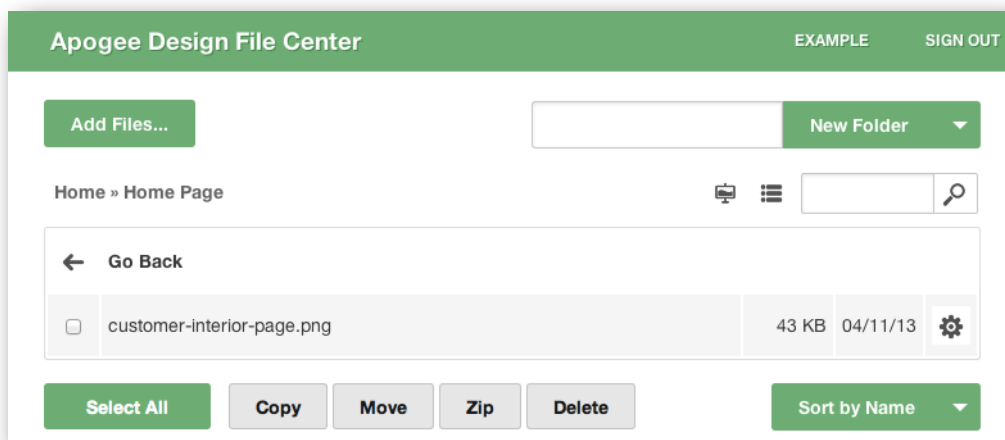 Apogee Design File Center EXAMPLE SIGN OUT
Add Files... New Folder
Home » Home Page
Go Back
customer-interior-page.png 43 KB 04/11/13
Select All Copy Move Zip Delete Sort by Name